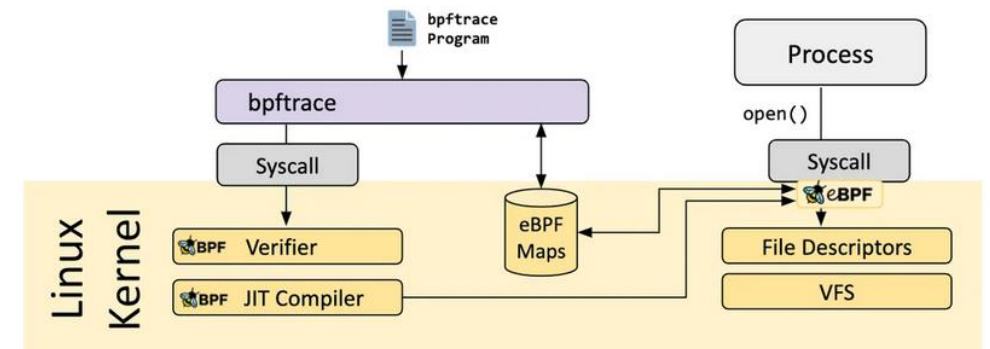 bpftrace
Program
bpftrace
Process
open()
Syscall
Syscall
eBPF
eBPF
Maps
BPF Verifier
BPF JIT Compiler
File Descriptors
VFS
Linux
Kernel